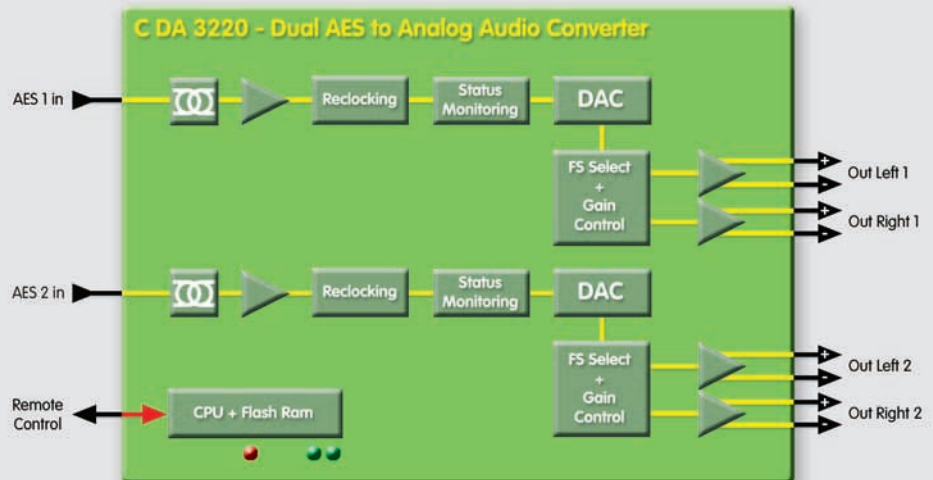 C DA 3220 - Dual AES to Analog Audio Converter
AES 1 in
Reclocking
Status
Monitoring
DAC
FS Select
+
Gain
Control
+
-
Out Left 1
+
-
Out Right 1
AES 2 in
Reclocking
Status
Monitoring
DAC
FS Select
+
Gain
Control
+
-
Out Left 2
+
-
Out Right 2
Remote
Control
CPU + Flash Ram